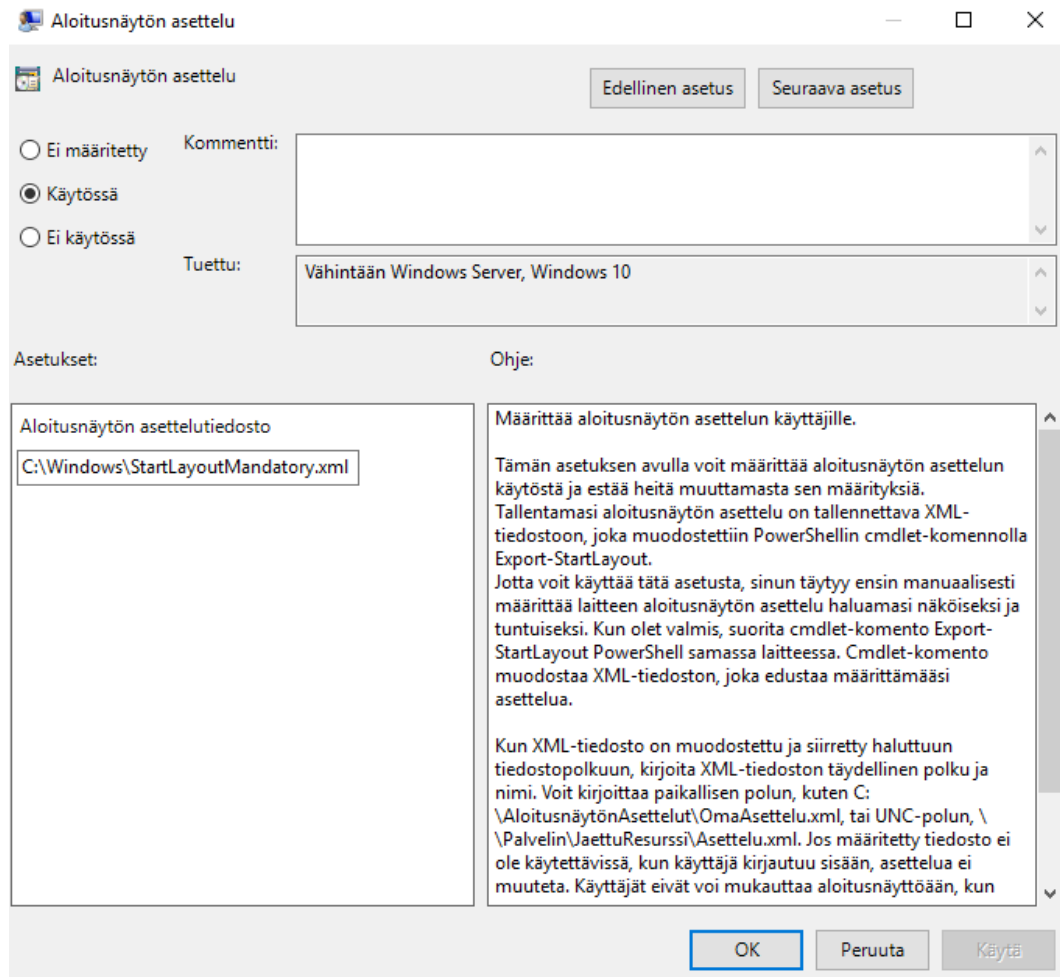 Aloitusnäytön asettelu
Aloitusnäytön asettelu
Edellinen asetus
Seuraava asetus
Ei määritetty
Käytössä
Ei käytössä
Kommentti:
Tuettu:
Vähintään Windows Server, Windows 10
Asetukset:
Ohje:
Aloitusnäytön asettelutiedosto
C:\Windows\StartLayoutMandatory.xml
Määrittää aloitusnäytön asettelun käyttäjille.
Tämän asetuksen avulla voit määrittää aloitusnäytön asettelun
käytöstä ja estää heitä muuttamasta sen määrityksiä.
Tallentamasi aloitusnäytön asettelu on tallennettava XML-
tiedostoon, joka muodostettiin PowerShellin cmdlet-komennolla
Export-StartLayout.
Jotta voit käyttää tätä asetusta, sinun täytyy ensin manuaalisesti
määrittää laitteen aloitusnäytön asettelu haluamasi näköiseksi ja
tuntuiseksi. Kun olet valmis, suorita cmdlet-komento Export-
StartLayout PowerShell samassa laitteessa. Cmdlet-komento
muodostaa XML-tiedoston, joka edustaa määrittämääsi
asettelua.
Kun XML-tiedosto on muodostettu ja siirretty haluttuun
tiedostopolkuun, kirjoita XML-tiedoston täydellinen polku ja
nimi. Voit kirjoittaa paikallisen polun, kuten C:
\AloitusnäytönAsettelut\OmaAsettelu.xml, tai UNC-polun, \
\Palvelin\JaettuResurssi\Asettelu.xml. Jos määritetty tiedosto ei
ole käytettävissä, kun käyttäjä kirjautuu sisään, asettelua ei
muuteta. Käyttäjät eivät voi mukauttaa aloitusnäyttöään, kun
OK
Peruuta
Käytä